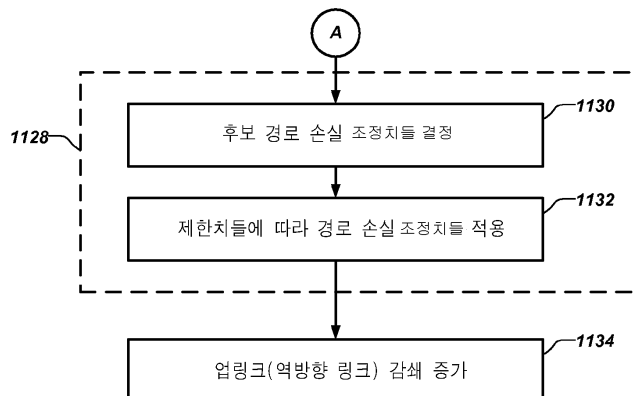 A
1130
후보 경로 손실 조정치들 결정
1128
1132
제한치들에 따라 경로 손실 조정치들 적용
1134
업링크(역방향 링크) 감쇄 증가